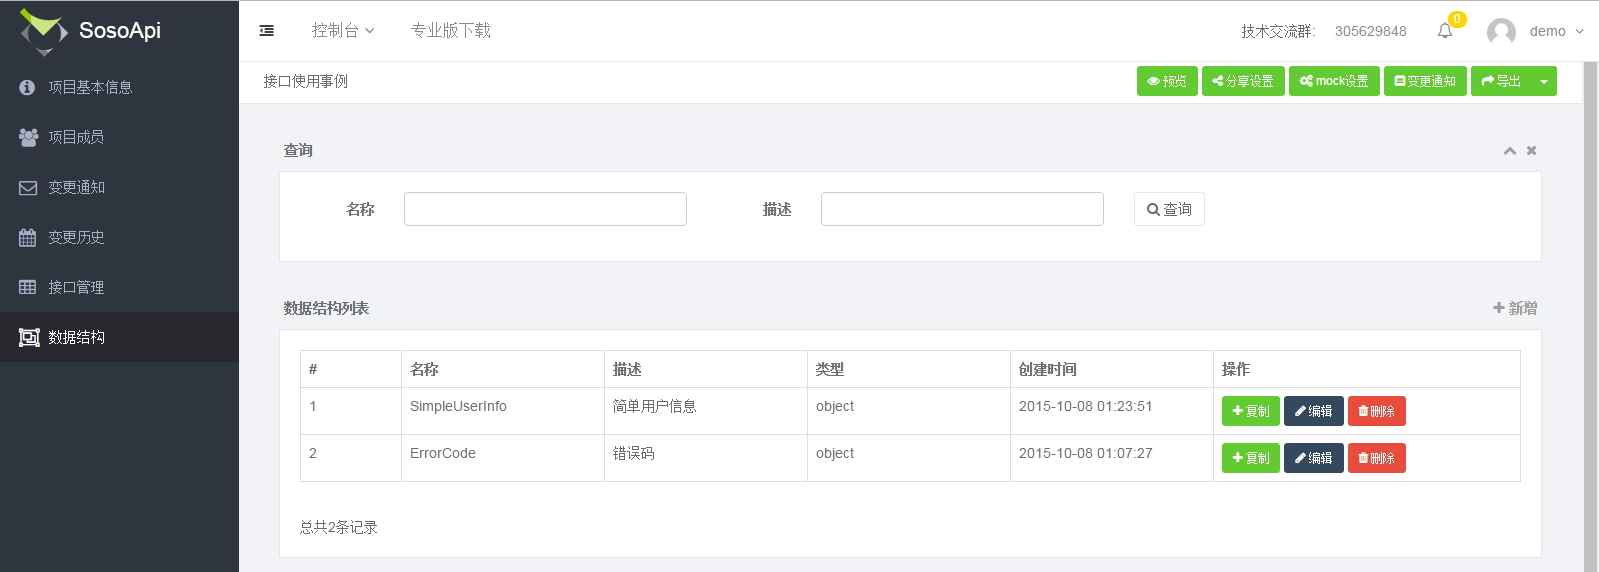 SosoApi
控制台
专业版下载
技术交流群:
305629848
0
demo
项目基本信息
项目成员
变更通知
变更历史
接口管理
数据结构
接口使用事例
预览
分享设置
mock设置
变更通知
导出
查询
名称
描述
查询
数据结构列表
新增
# 名称 描述 类型 创建时间 操作
1 SimpleUserInfo 简单用户信息 object 2015-10-08 01:23:51 复制 编辑 删除
2 ErrorCode 错误码 object 2015-10-08 01:07:27 复制 编辑 删除
总共2条记录